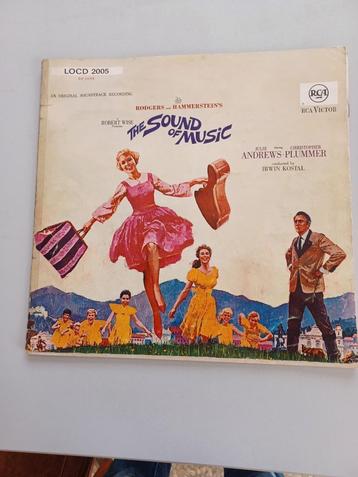 LOCD 2005
AN ORIGINAL SOUNDTRACK RECORDING
RCA
RCA VICTOR
RODGERS AND HAMMERSTEIN'S
ROBERT WISE
THE SOUND
OF MUSIC
JULIE CHRISTOPHER
ANDREWS · PLUMMER
conducted by
IRWIN KOSTAL